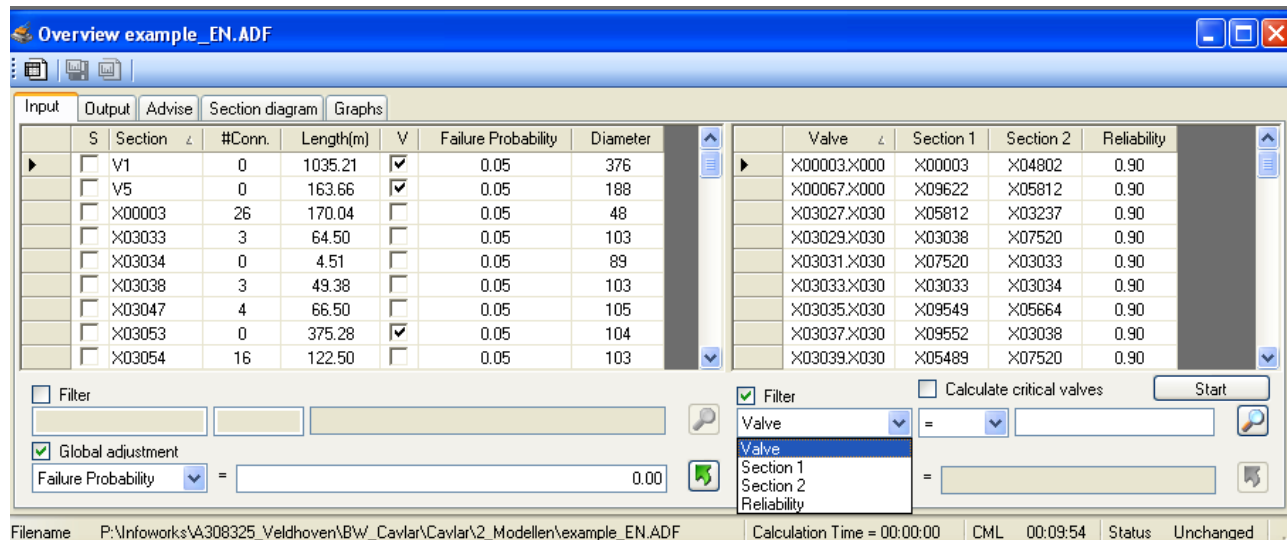 Overview example_EN.ADF
Input Output Advise Section diagram Graphs
S Section #Conn. Length(m) V Failure Probability Diameter
V1 0 1035.21 0.05 376
V5 0 163.66 0.05 188
X00003 26 170.04 0.05 48
X03033 3 64.50 0.05 103
X03034 0 4.51 0.05 89
X03038 3 49.38 0.05 103
X03047 4 66.50 0.05 105
X03053 0 375.28 0.05 104
X03054 16 122.50 0.05 103
Valve Section 1 Section 2 Reliability
X00003.X000 X00003 X04802 0.90
X00067.X000 X09622 X05812 0.90
X03027.X030 X05812 X03237 0.90
X03029.X030 X03038 X07520 0.90
X03031.X030 X07520 X03033 0.90
X03033.X030 X03033 X03034 0.90
X03035.X030 X09549 X05664 0.90
X03037.X030 X09552 X03038 0.90
X03039.X030 X05489 X07520 0.90
Filter
Global adjustment
Failure Probability = 0.00
Calculate critical valves Start
Filter
Valve =
Valve
Section 1
Section 2
Reliability
=
Filename P:\Infoworks\A308325_Veldhoven\BW_Cavlar\Cavlar\2_Modellen\example_EN.ADF Calculation Time = 00:00:00 CML 00:09:54 Status Unchanged